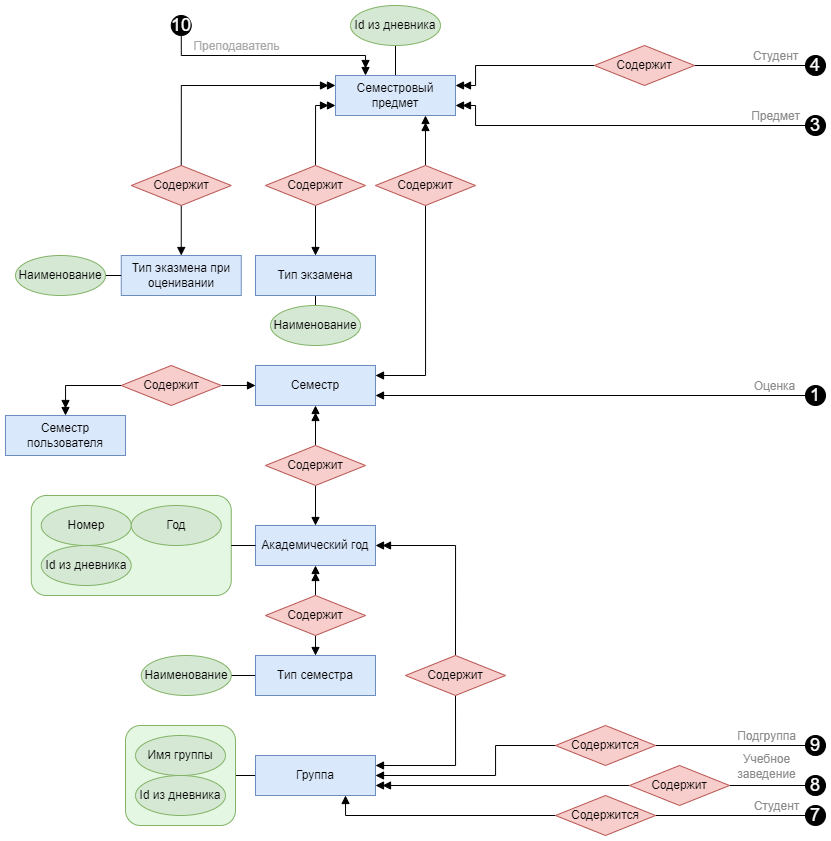 10
Id из дневника
Преподаватель
Студент
Содержит
4
Семестровый
предмет
Предмет
3
Содержит
Содержит
Содержит
Наименование
Тип эказмена при
оценивании
Тип экзамена
Наименование
Содержит
Семестр
Оценка
1
Семестр
пользователя
Содержит
Номер
Год
Id из дневника
Академический год
Содержит
Наименование
Тип семестра
Содержит
Имя группы
Id из дневника
Группа
Содержится
Подгруппа
9
Содержит
Учебное
заведение
8
Содержится
Студент
7